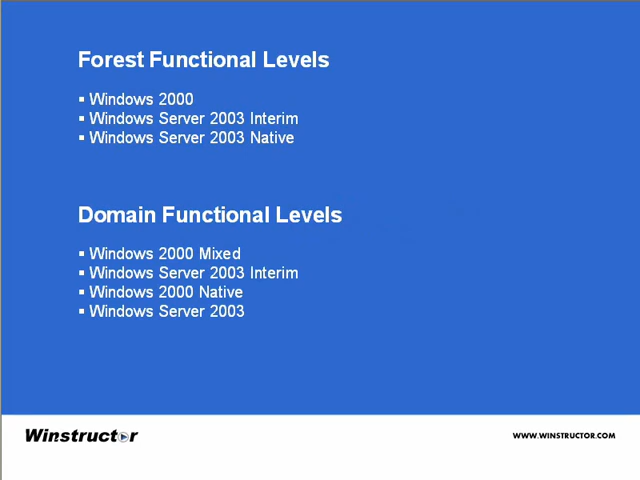 Forest Functional Levels
▪ Windows 2000
▪ Windows Server 2003 Interim
▪ Windows Server 2003 Native
Domain Functional Levels
▪ Windows 2000 Mixed
▪ Windows Server 2003 Interim
▪ Windows 2000 Native
▪ Windows Server 2003
Winstructor
WWW.WINSTRUCTOR.COM